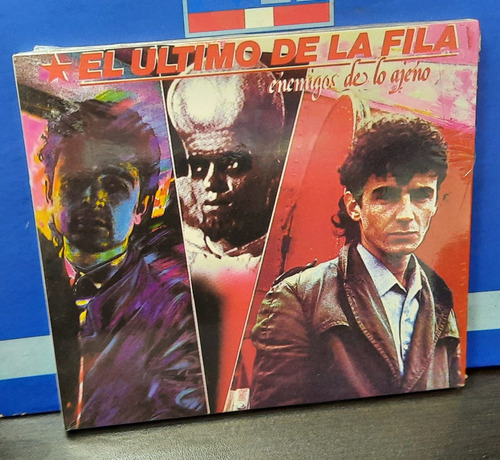 EL ULTIMO DE LA FILA
enemigos de lo ajeno